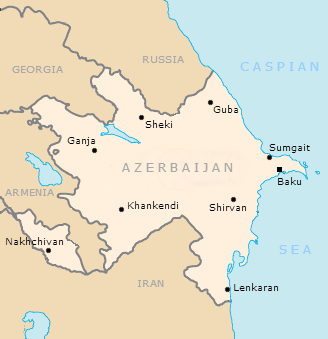 RUSSIA
CASPIAN
GEORGIA
Guba
Sheki
Ganja
Sumgait
AZERBAIJAN
Baku
ARMENIA
Khankendi
Shirvan
Nakhchivan
SEA
IRAN
Lenkaran